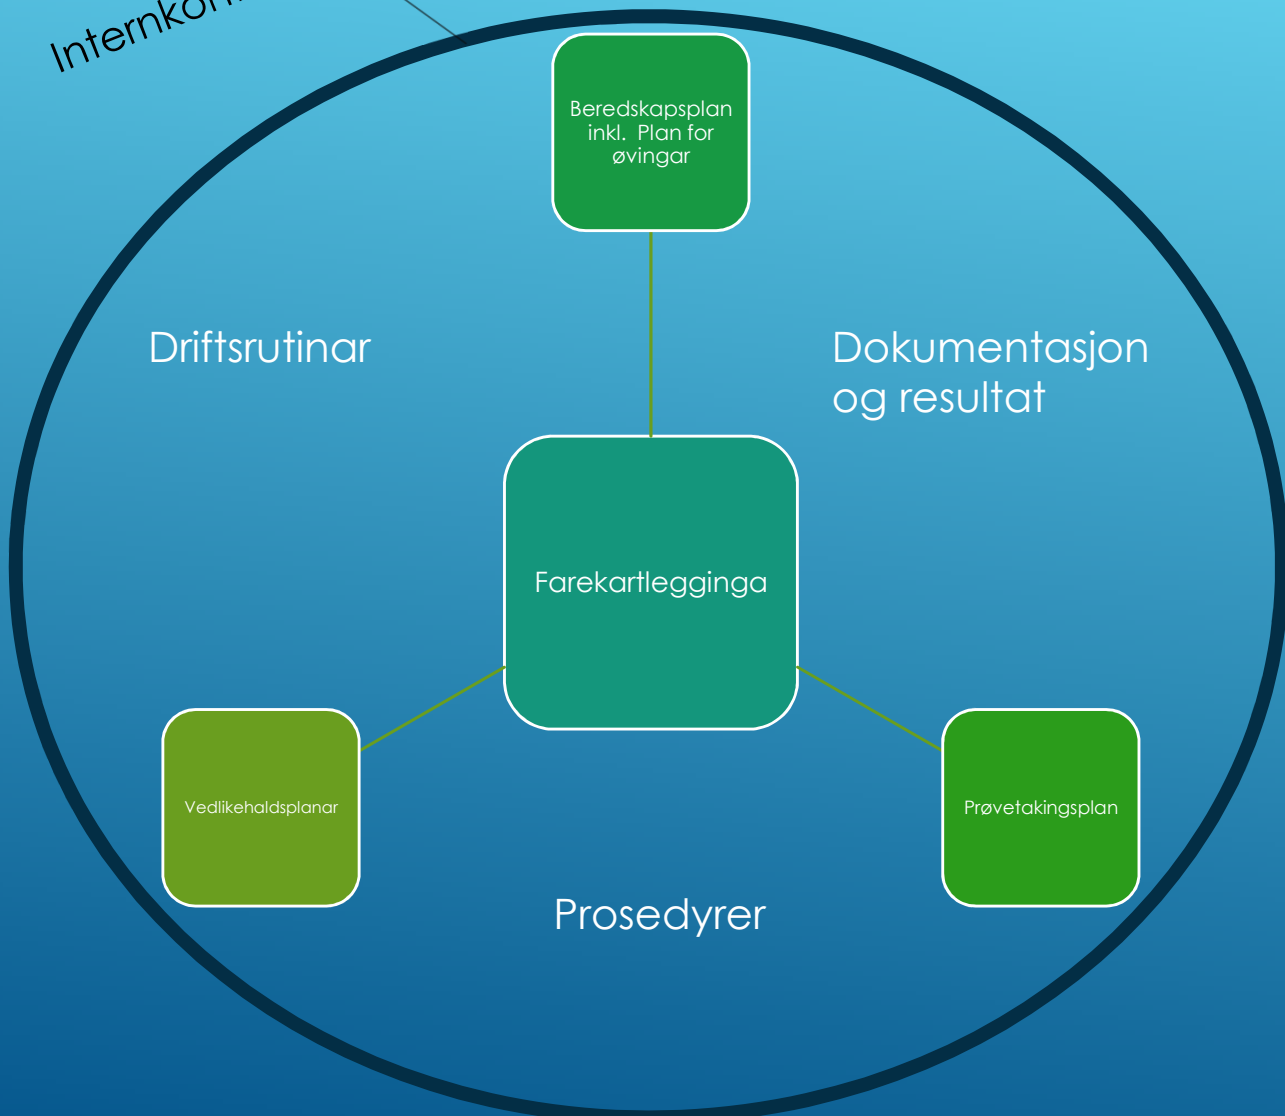 Beredskapsplan
inkl. Plan for
øvingar
Driftsrutinar
Dokumentasjon
og resultat
Farekartlegginga
Vedlikehaldsplanar
Prøvetakingsplan
Prosedyrer